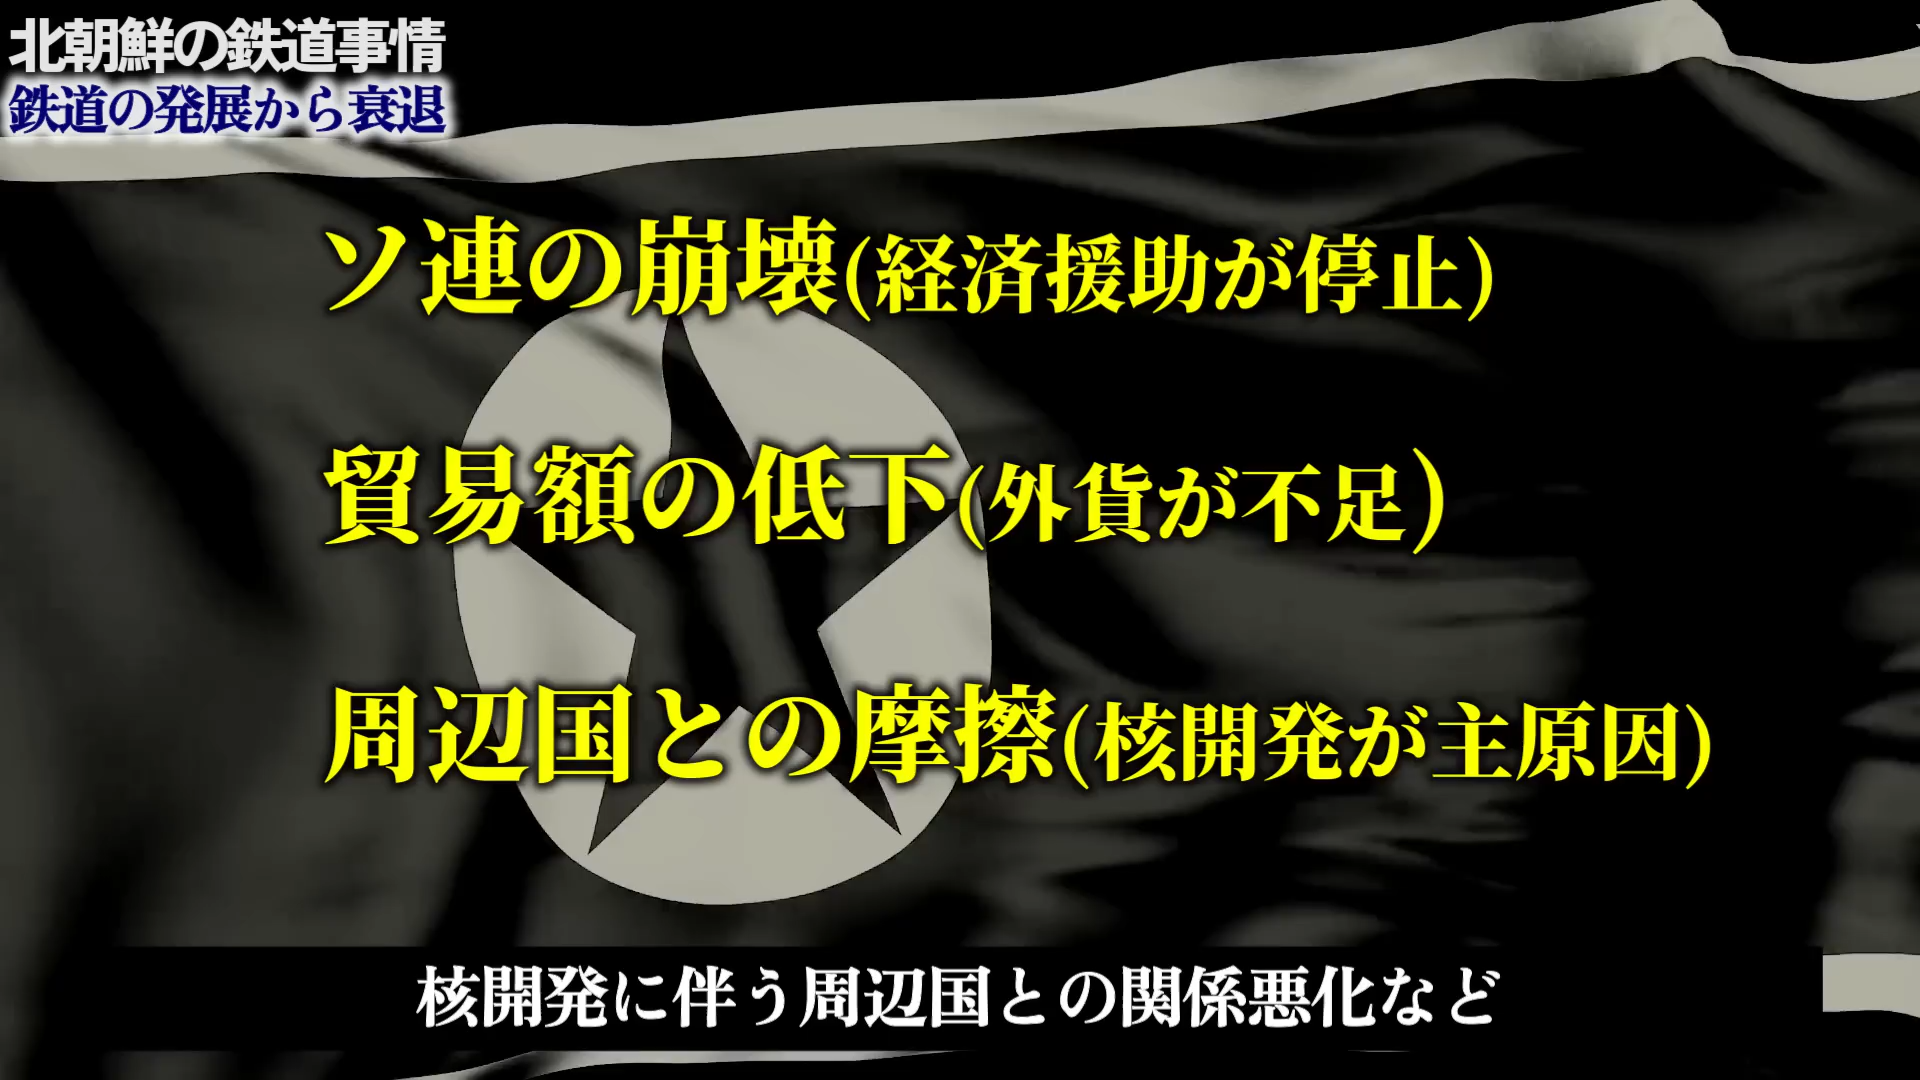 北朝鮮の鉄道事情
鉄道の発展から衰退
ソ連の崩壊(経済援助が停止)
貿易額の低下(外貨が不足)
周辺国との摩擦(核開発が主原因)
核開発に伴う周辺国との関係悪化など